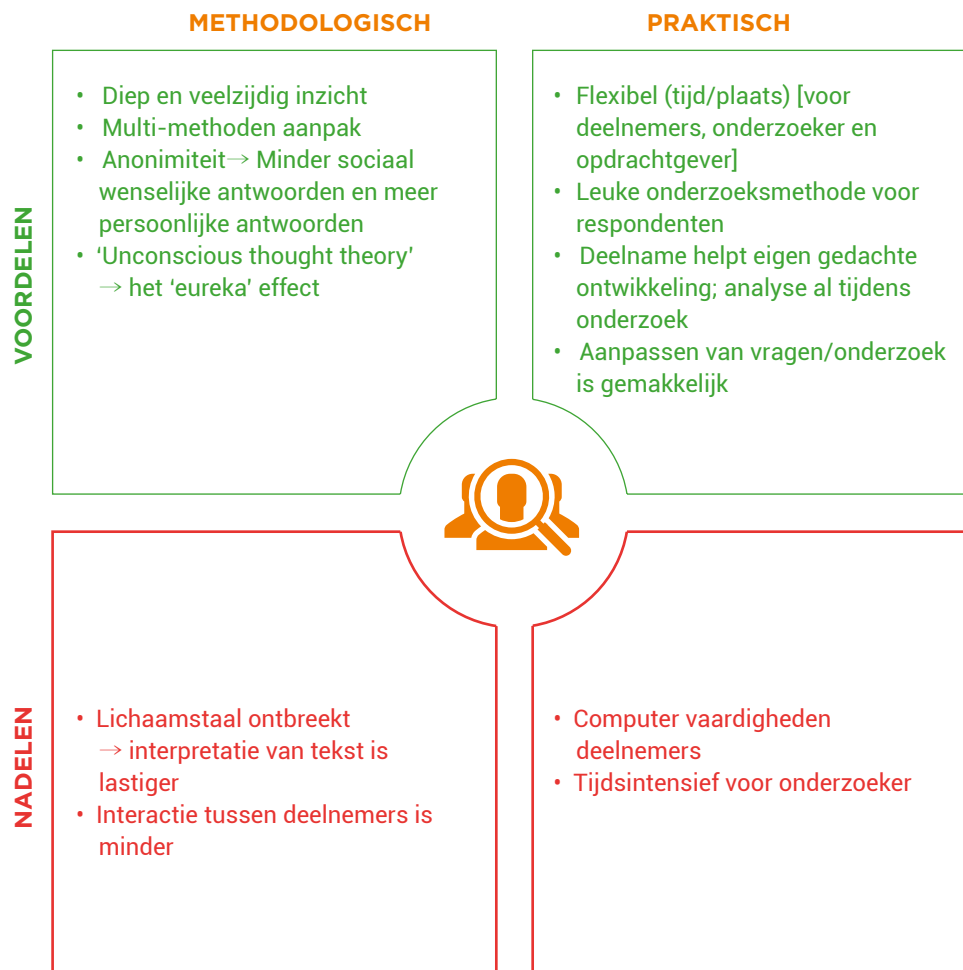 METHODOLOGISCH
PRAKTISCH
VOORDELEN
• Diep en veelzijdig inzicht
• Multi-methoden aanpak
• Anonimiteit→ Minder sociaal
wenselijke antwoorden en meer
persoonlijke antwoorden
• ‘Unconscious thought theory’
→ het ‘eureka’ effect
• Flexibel (tijd/plaats) [voor
deelnemers, onderzoeker en
opdrachtgever]
• Leuke onderzoeksmethode voor
respondenten
• Deelname helpt eigen gedachte
ontwikkeling; analyse al tijdens
onderzoek
• Aanpassen van vragen/onderzoek
is gemakkelijk
NADELEN
• Lichaamstaal ontbreekt
→ interpretatie van tekst is
lastiger
• Interactie tussen deelnemers is
minder
• Computer vaardigheden
deelnemers
• Tijdsintensief voor onderzoeker